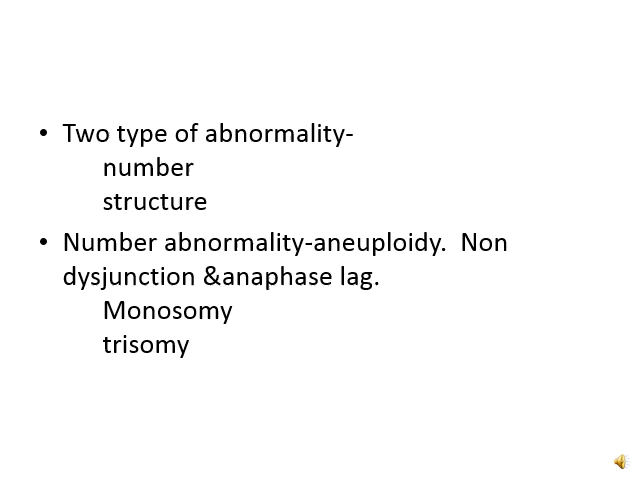 • Two type of abnormality-
number
structure
• Number abnormality-aneuploidy.  Non
dysjunction &anaphase lag.
Monosomy
trisomy